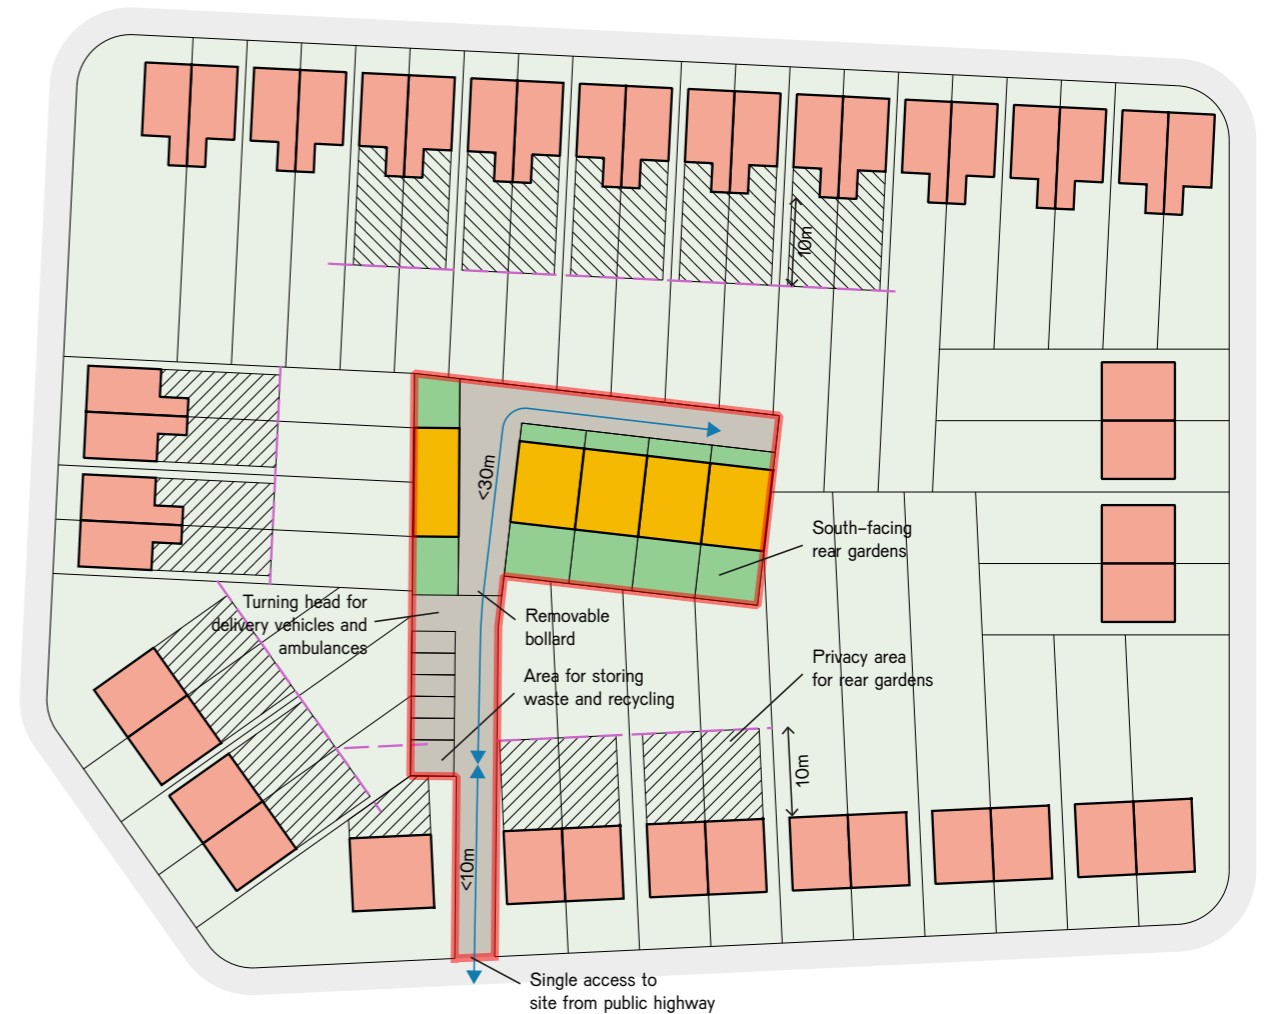 10m
<30m
South-facing
rear gardens
Turning head for
delivery vehicles and
ambulances
Removable
bollard
Privacy area
for rear gardens
Area for storing
waste and recycling
10m
<10m
Single access to
site from public highway